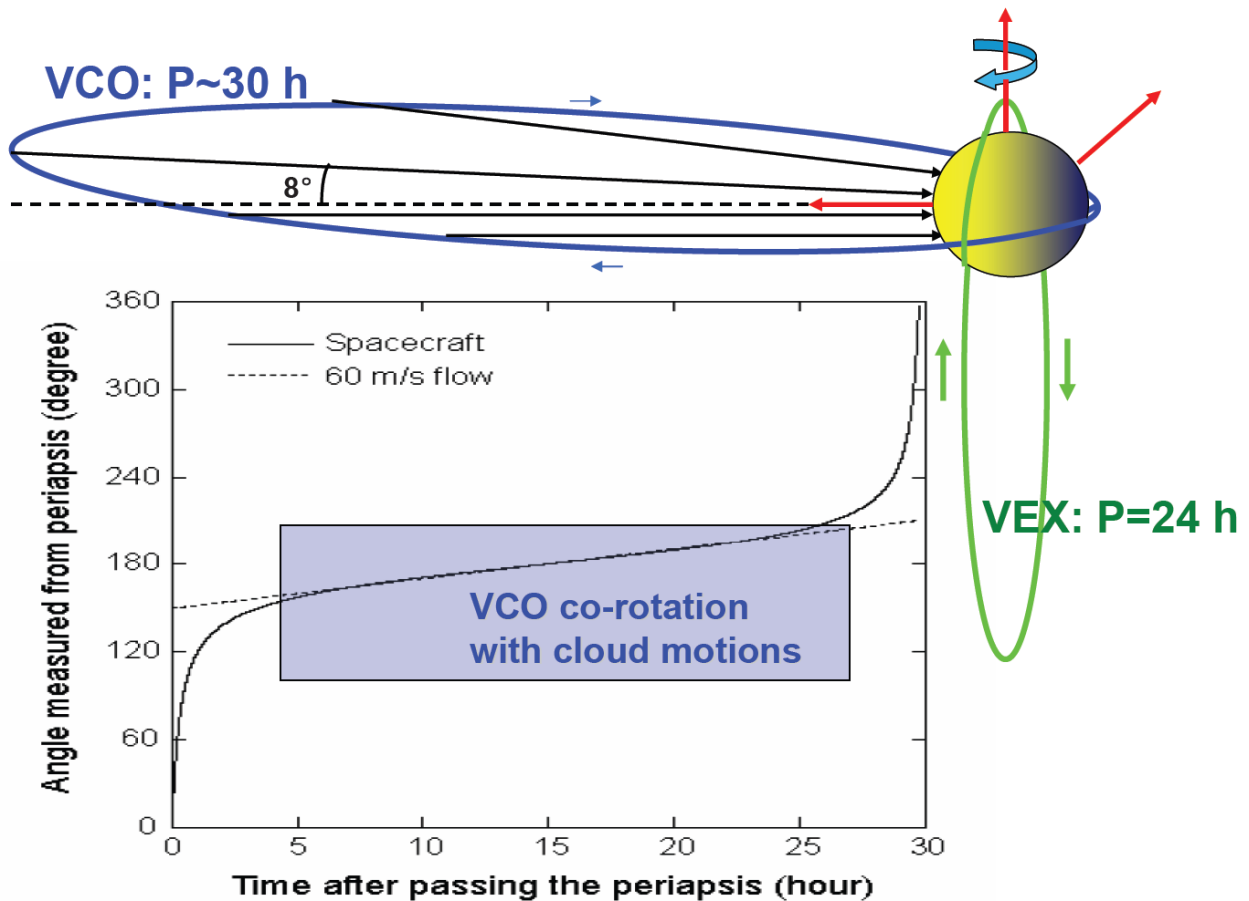 VCO: P~30 h
8°
VEX: P=24 h
Angle measured from periapsis (degree)
360
300
240
180
120
60
0
Spacecraft
60 m/s flow
VCO co-rotation
with cloud motions
0 5 10 15 20 25 30
Time after passing the periapsis (hour)